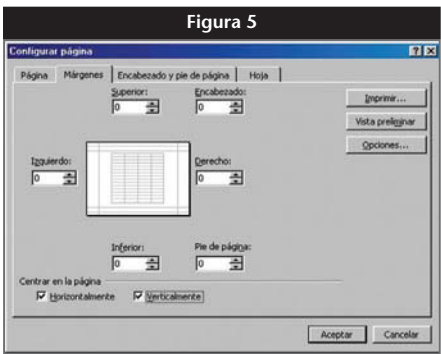 Figura 5
Configurar página
Página Márgenes Encabezado y pie de página Hoja
Superior: Encabezado:
0 0
Imprimir...
Vista preliminar
Opciones...
Izquierdo: Derecho:
0 0
Inferior: Pie de página:
0 0
Centrar en la página
Horizontalmente Verticalmente
Aceptar Cancelar